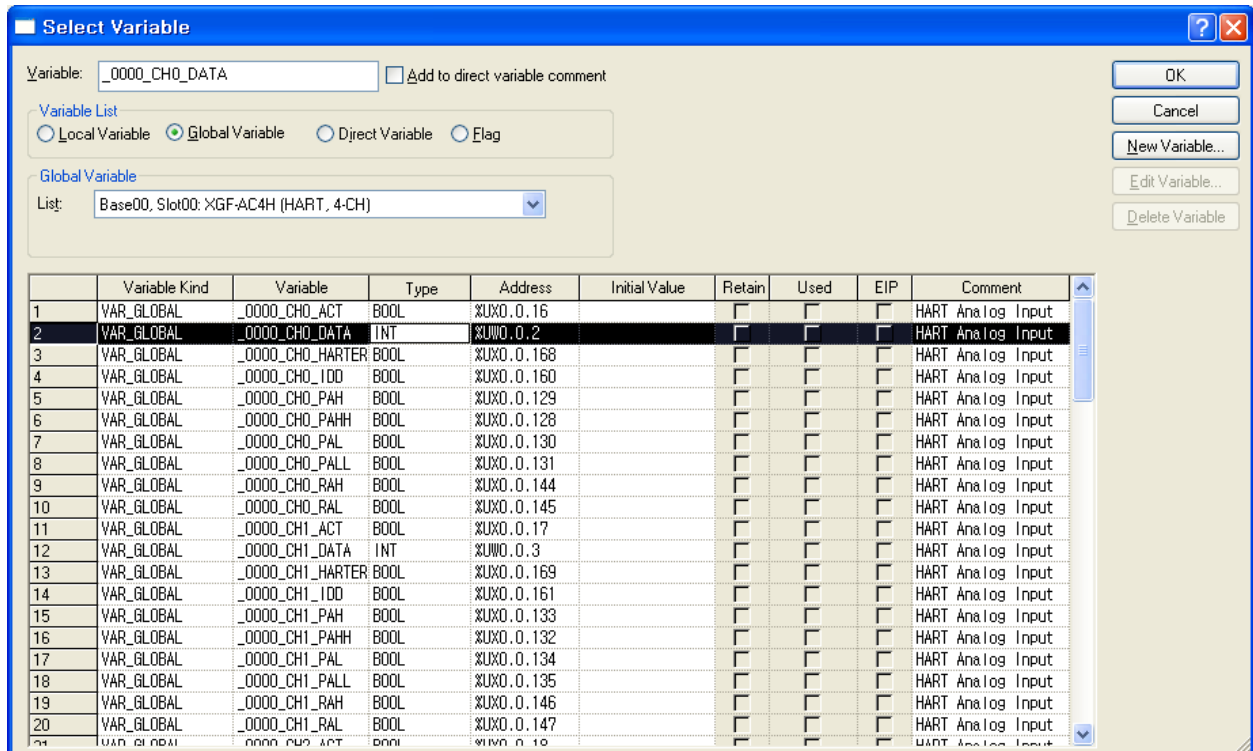 Select Variable
Variable: _0000_CH0_DATA Add to direct variable comment OK
Variable List Cancel
Local Variable Global Variable Direct Variable Flag
New Variable...
Global Variable
Edit Variable...
List: Base00, Slot00: XGF-AC4H (HART, 4-CH)
Delete Variable
Variable Kind Variable Type Address Initial Value Retain Used EIP Comment
1 VAR_GLOBAL _0000_CH0_ACT BOOL %UX0.0.16 HART Analog Input
2 VAR_GLOBAL _0000_CH0_DATA INT %UW0.0.2 HART Analog Input
3 VAR_GLOBAL _0000_CH0_HARTER BOOL %UX0.0.168 HART Analog Input
4 VAR_GLOBAL _0000_CH0_IDD BOOL %UX0.0.160 HART Analog Input
5 VAR_GLOBAL _0000_CH0_PAH BOOL %UX0.0.129 HART Analog Input
6 VAR_GLOBAL _0000_CH0_PAHH BOOL %UX0.0.128 HART Analog Input
7 VAR_GLOBAL _0000_CH0_PAL BOOL %UX0.0.130 HART Analog Input
8 VAR_GLOBAL _0000_CH0_PALL BOOL %UX0.0.131 HART Analog Input
9 VAR_GLOBAL _0000_CH0_RAH BOOL %UX0.0.144 HART Analog Input
10 VAR_GLOBAL _0000_CH0_RAL BOOL %UX0.0.145 HART Analog Input
11 VAR_GLOBAL _0000_CH1_ACT BOOL %UX0.0.17 HART Analog Input
12 VAR_GLOBAL _0000_CH1_DATA INT %UW0.0.3 HART Analog Input
13 VAR_GLOBAL _0000_CH1_HARTER BOOL %UX0.0.169 HART Analog Input
14 VAR_GLOBAL _0000_CH1_IDD BOOL %UX0.0.161 HART Analog Input
15 VAR_GLOBAL _0000_CH1_PAH BOOL %UX0.0.133 HART Analog Input
16 VAR_GLOBAL _0000_CH1_PAHH BOOL %UX0.0.132 HART Analog Input
17 VAR_GLOBAL _0000_CH1_PAL BOOL %UX0.0.134 HART Analog Input
18 VAR_GLOBAL _0000_CH1_PALL BOOL %UX0.0.135 HART Analog Input
19 VAR_GLOBAL _0000_CH1_RAH BOOL %UX0.0.146 HART Analog Input
20 VAR_GLOBAL _0000_CH1_RAL BOOL %UX0.0.147 HART Analog Input